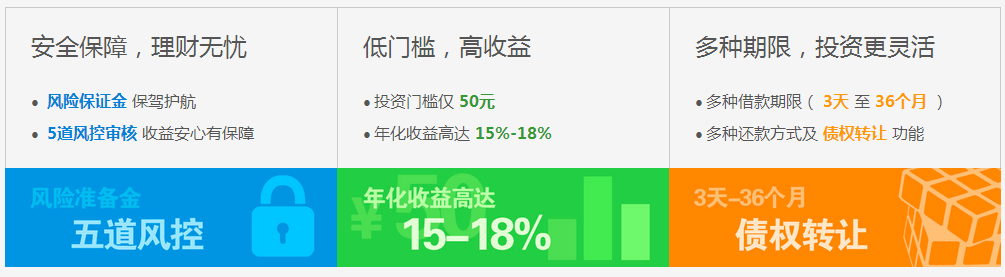 安全保障，理财无忧
● 风险保证金 保驾护航
● 5道风控审核 收益安心有保障
风险准备金
五道风控
低门槛，高收益
● 投资门槛仅 50元
● 年化收益高达 15%-18%
¥50
年化收益高达
15-18%
多种期限，投资更灵活
● 多种借款期限（ 3天 至 36个月 ）
● 多种还款方式及 债权转让 功能
3天-36个月
债权转让